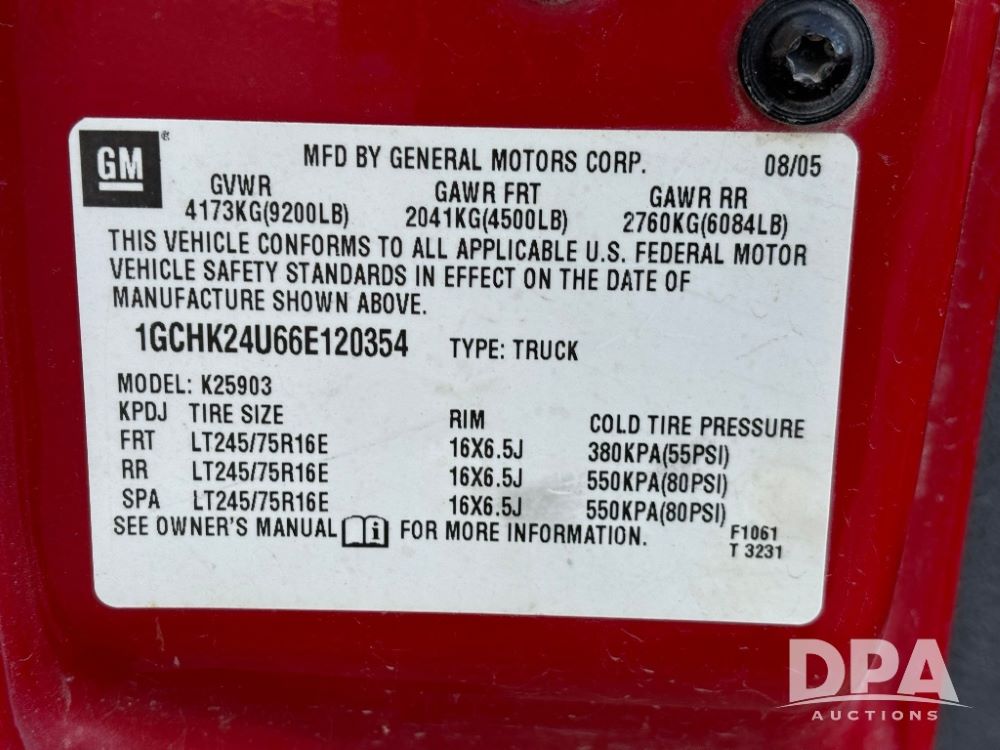 GM ®
MFD BY GENERAL MOTORS CORP. 08/05
GVWR GAWR FRT GAWR RR
4173KG(9200LB) 2041KG(4500LB) 2760KG(6084LB)
THIS VEHICLE CONFORMS TO ALL APPLICABLE U.S. FEDERAL MOTOR
VEHICLE SAFETY STANDARDS IN EFFECT ON THE DATE OF
MANUFACTURE SHOWN ABOVE.
1GCHK24U66E120354 TYPE: TRUCK
MODEL: K25903
KPDJ TIRE SIZE RIM COLD TIRE PRESSURE
FRT LT245/75R16E 16X6.5J 380KPA(55PSI)
RR LT245/75R16E 16X6.5J 550KPA(80PSI)
SPA LT245/75R16E 16X6.5J 550KPA(80PSI)
SEE OWNER'S MANUAL i FOR MORE INFORMATION.
F1061
T 3231
DPA
AUCTIONS